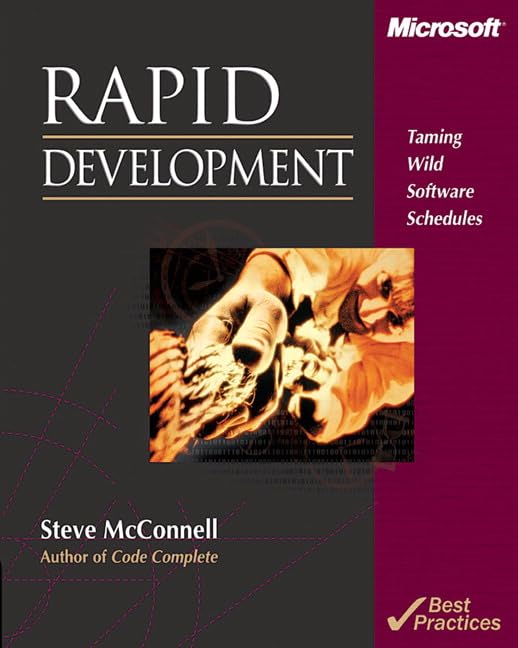 Microsoft®
RAPID
DEVELOPMENT
Taming
Wild
Software
Schedules
Steve McConnell
Author of Code Complete
Best
Practices